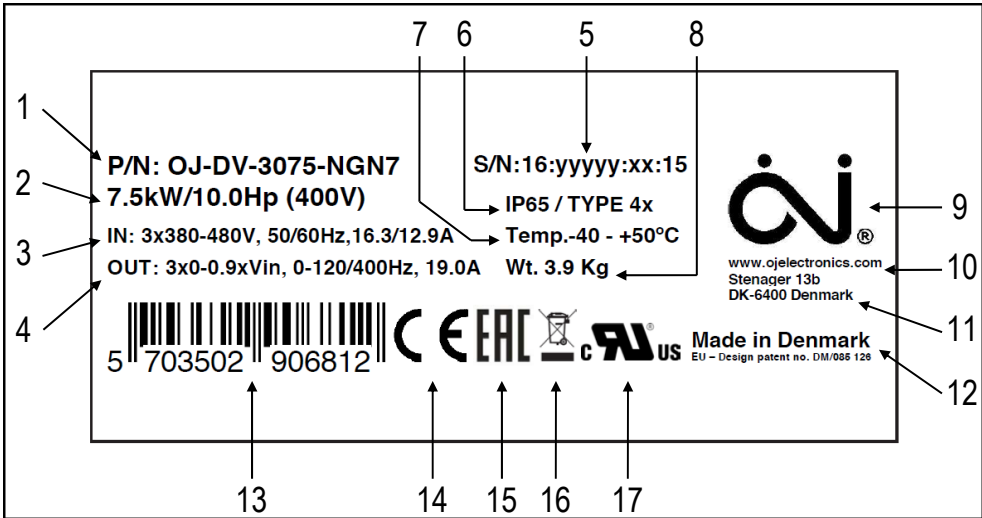 7 6 5 8
1
P/N: OJ-DV-3075-NGN7
S/N:16:yyyyy:xx:15
2
7.5kW/10.0Hp (400V)
IP65 / TYPE 4x
9
3
IN: 3x380-480V, 50/60Hz,16.3/12.9A
Temp.-40 - +50°C
®
4
OUT: 3x0-0.9xVin, 0-120/400Hz, 19.0A
Wt. 3.9 Kg
www.ojelectronics.com
10
Stenager 13b
DK-6400 Denmark
11
5 703502 906812
CE
EAC
c RU ® US
Made in Denmark
EU – Design patent no. DM/085 126
12
13 14 15 16 17